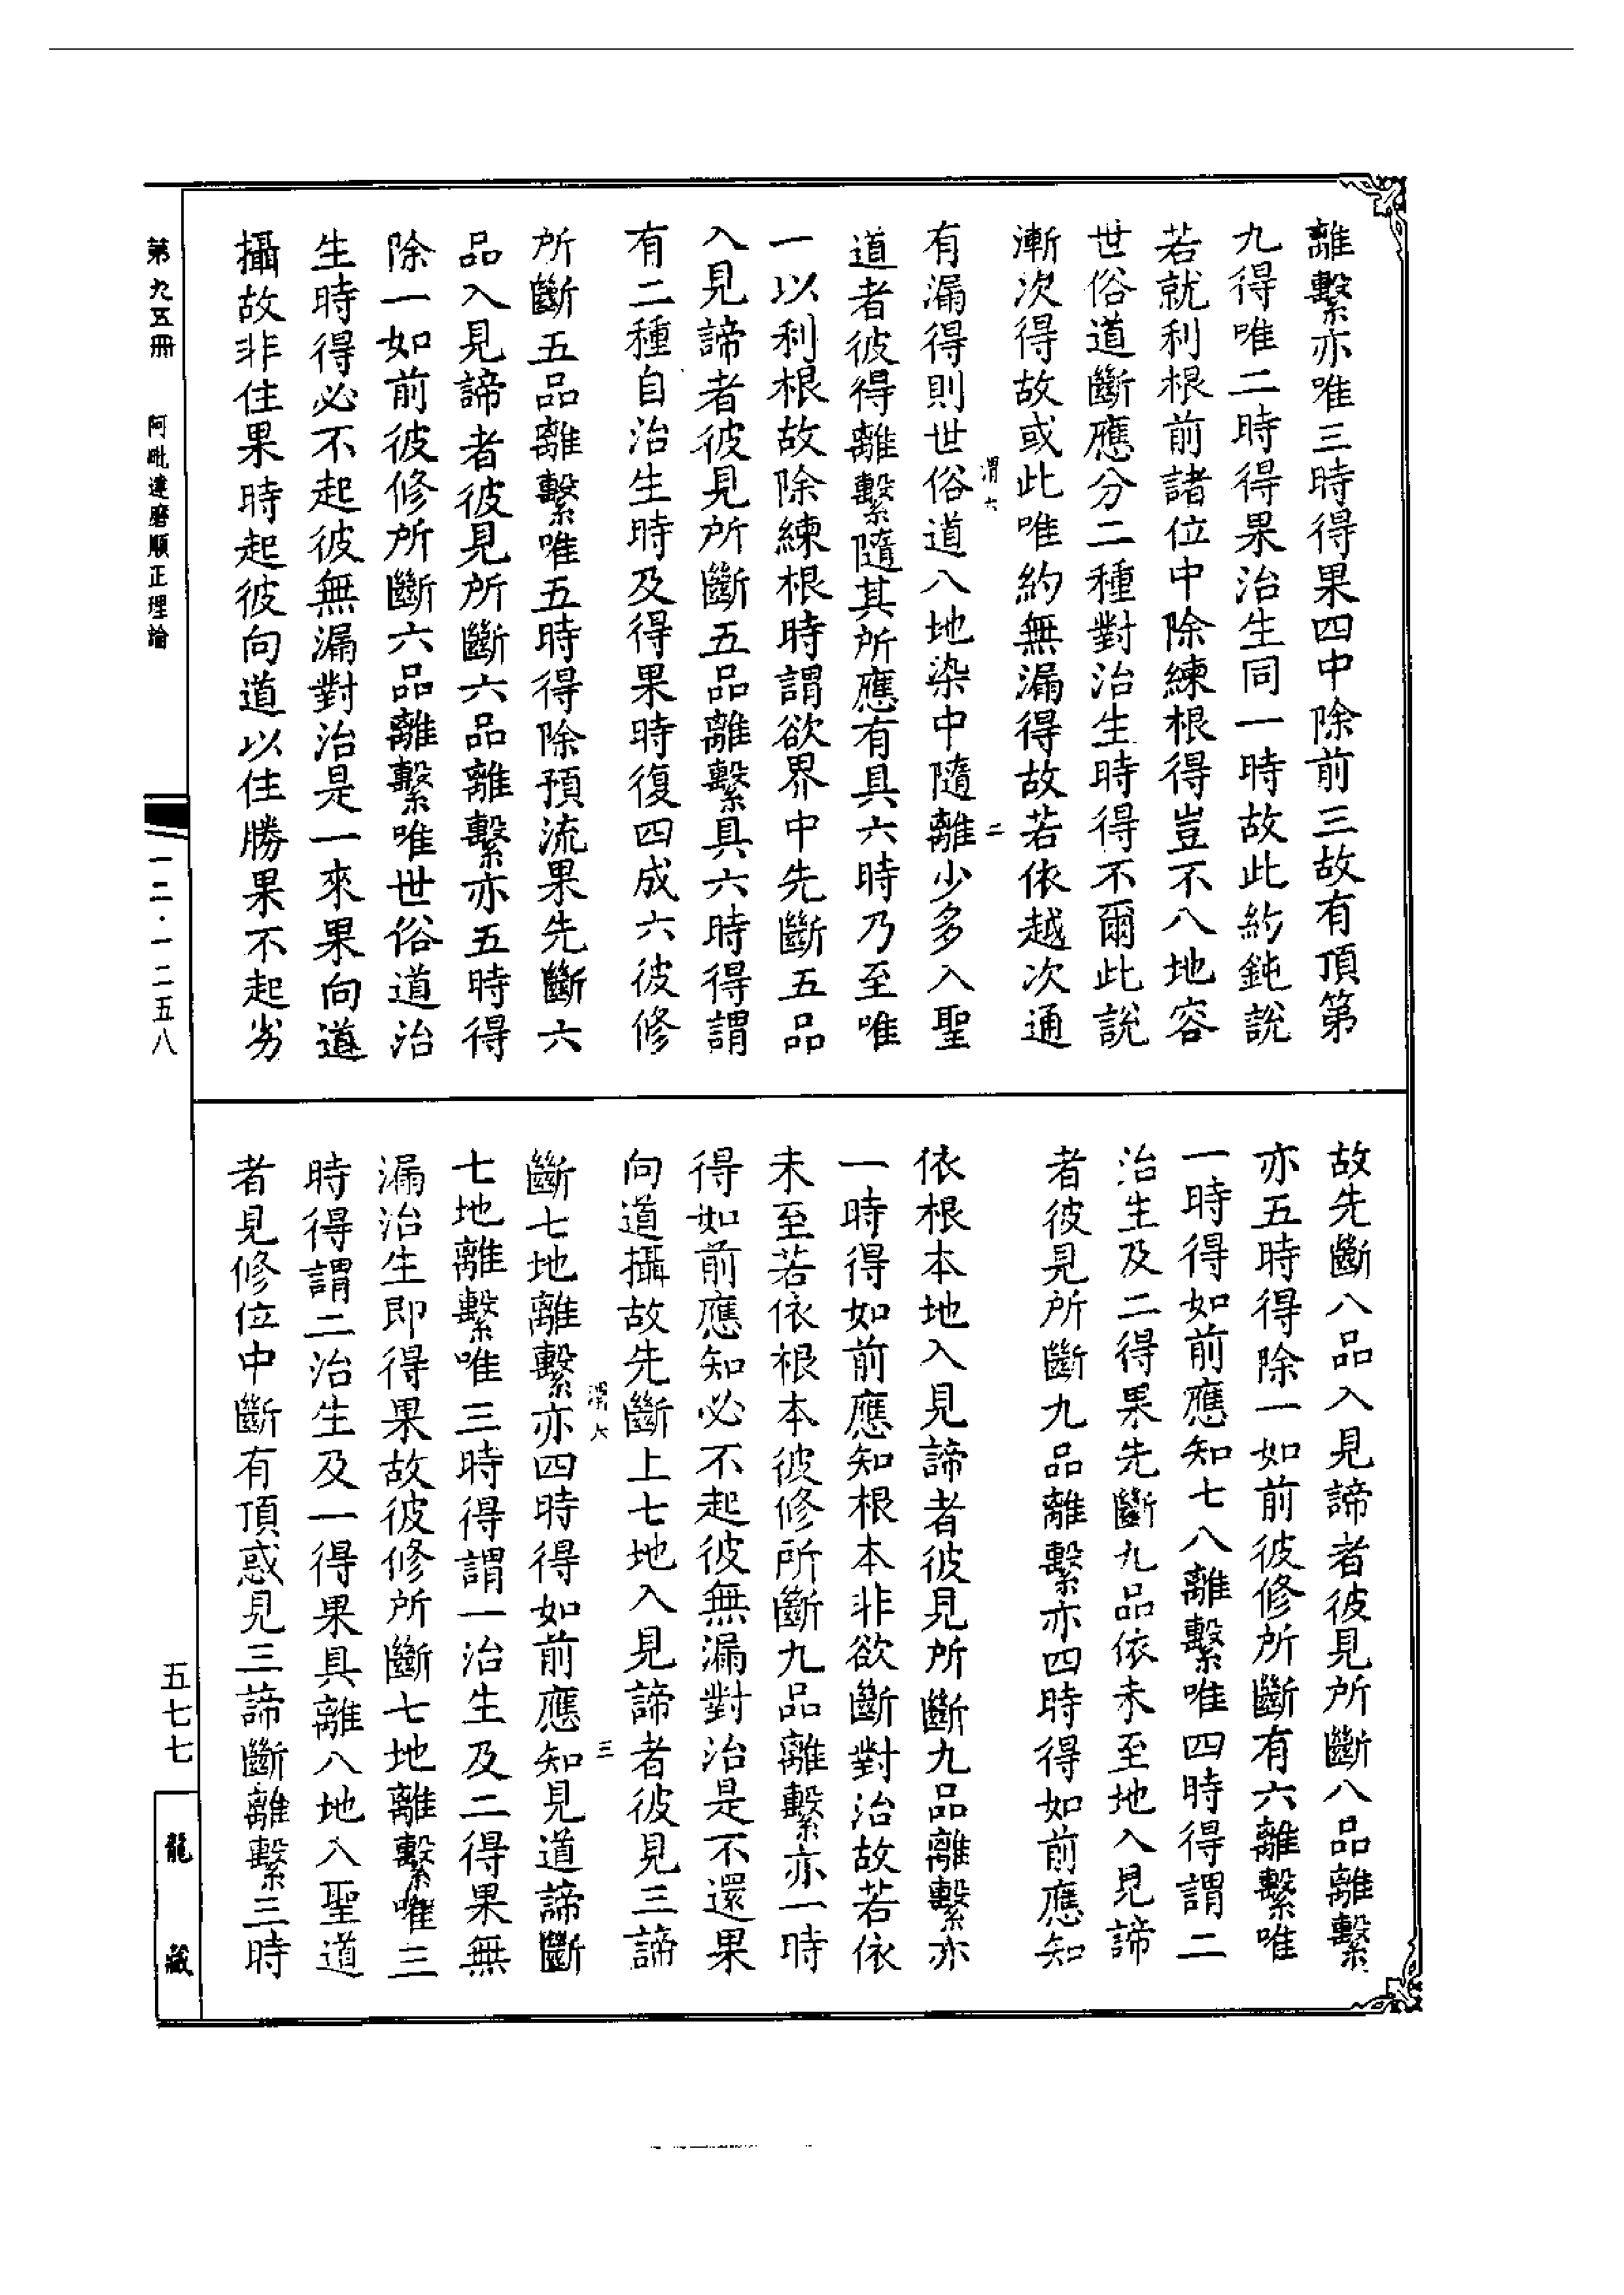 離繫亦唯三時得果四中除前三故有頂第
九得唯二時得果治生同一時故此約鈍說
若就利根前諸位中除練根得豈不八地容
世俗道斷應分二種對治生時得不爾此說
漸次得故或此唯約無漏得故若依越次通
渭六 二
有漏得則世俗道八地染中隨離少多入聖
道者彼得離繫隨其所應有具六時乃至唯
一以利根故除練根時謂欲界中先斷五品
入見諦者彼見所斷五品離繫具六時得謂
有二種自治生時及得果時復四成六彼修
所斷五品離繫唯五時得除預流果先斷六
品入見諦者彼見所斷六品離繫亦五時得
除一如前彼修所斷六品離繫唯世俗道治
生時得必不起彼無漏對治是一來果向道
攝故非住果時起彼向道以住勝果不起劣
故先斷八品入見諦者彼見所斷八品離繫
亦五時得除一如前彼修所斷有六離繫唯
一時得如前應知七八離繫唯四時得謂二
治生及二得果先斷九品依未至地入見諦
者彼見所斷九品離繫亦四時得如前應知
依根本地入見諦者彼見所斷九品離繫亦
一時得如前應知根本非欲斷對治故若依
未至若依根本彼修所斷九品離繫亦一時
得如前應知必不起彼無漏對治是不還果
向道攝故先斷上七地入見諦者彼見三諦
渭六 三
斷七地離繫亦四時得如前應知見道諦斷
七地離繫唯三時得謂一治生及二得果無
漏治生即得果故彼修所斷七地離繫唯三
時得謂二治生及一得果具離八地入聖道
者見修位中斷有頂惑見三諦斷離繫三時
第九五冊 阿毗達磨順正理論
一二·一二五八
五七七
龍藏